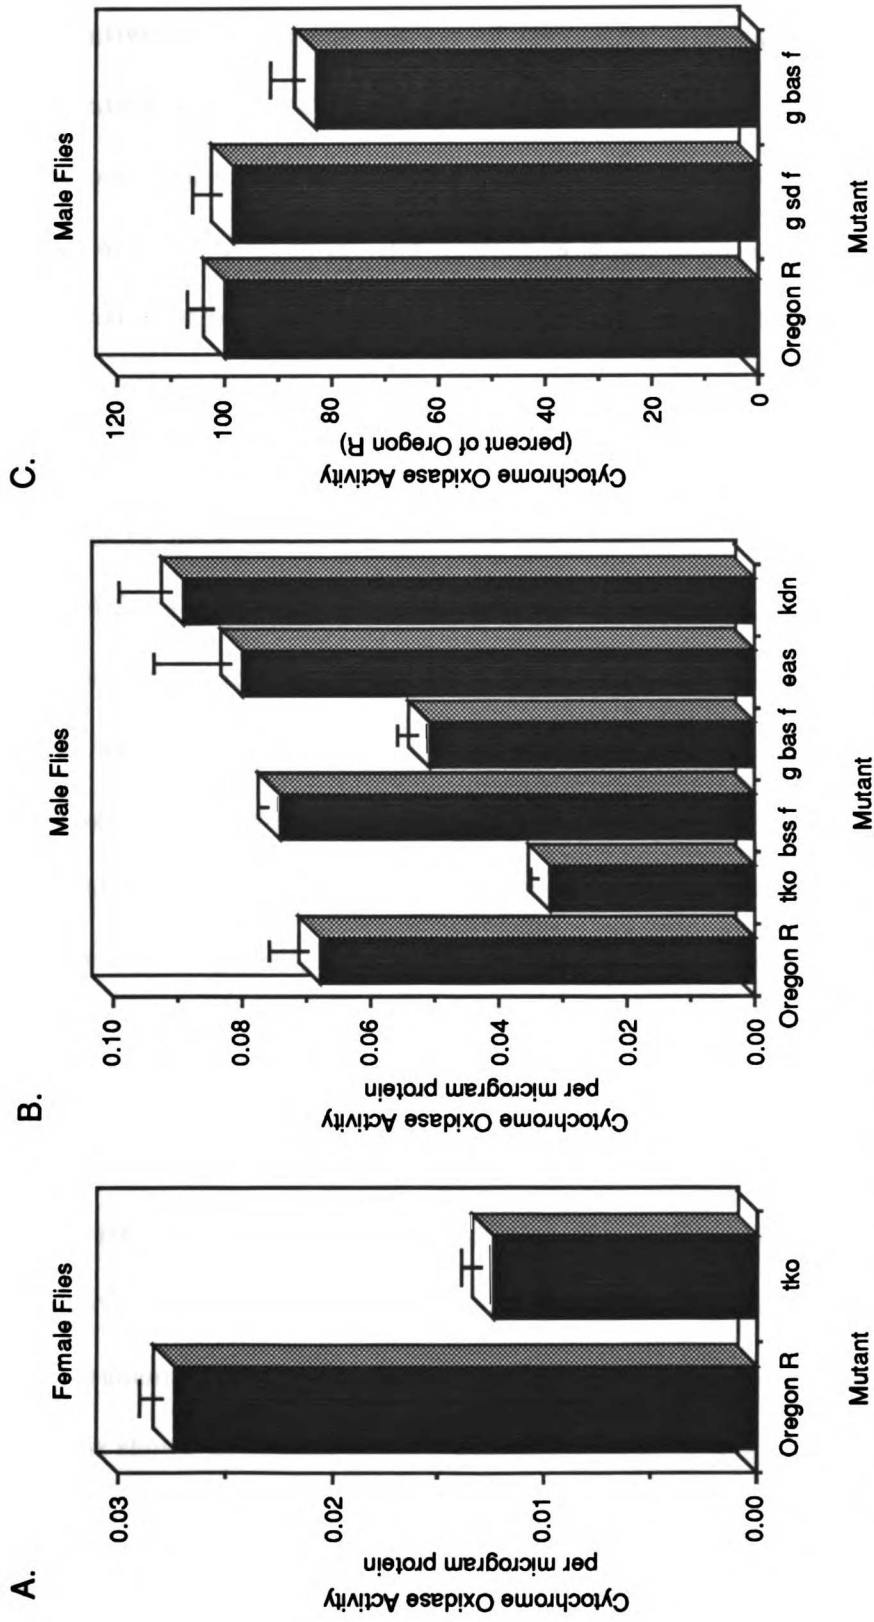 A.
Female Flies
Cytochrome Oxidase Activity
per microgram protein
0.03
0.02
0.01
0.00
Oregon R
tko
Mutant
B.
Male Flies
Cytochrome Oxidase Activity
per microgram protein
0.10
0.08
0.06
0.04
0.02
0.00
Oregon R
tko
bss f
g bas f
eas
kdn
Mutant
C.
Male Flies
Cytochrome Oxidase Activity
(percent of Oregon R)
120
100
80
60
40
20
0
Oregon R
g sd f
g bas f
Mutant